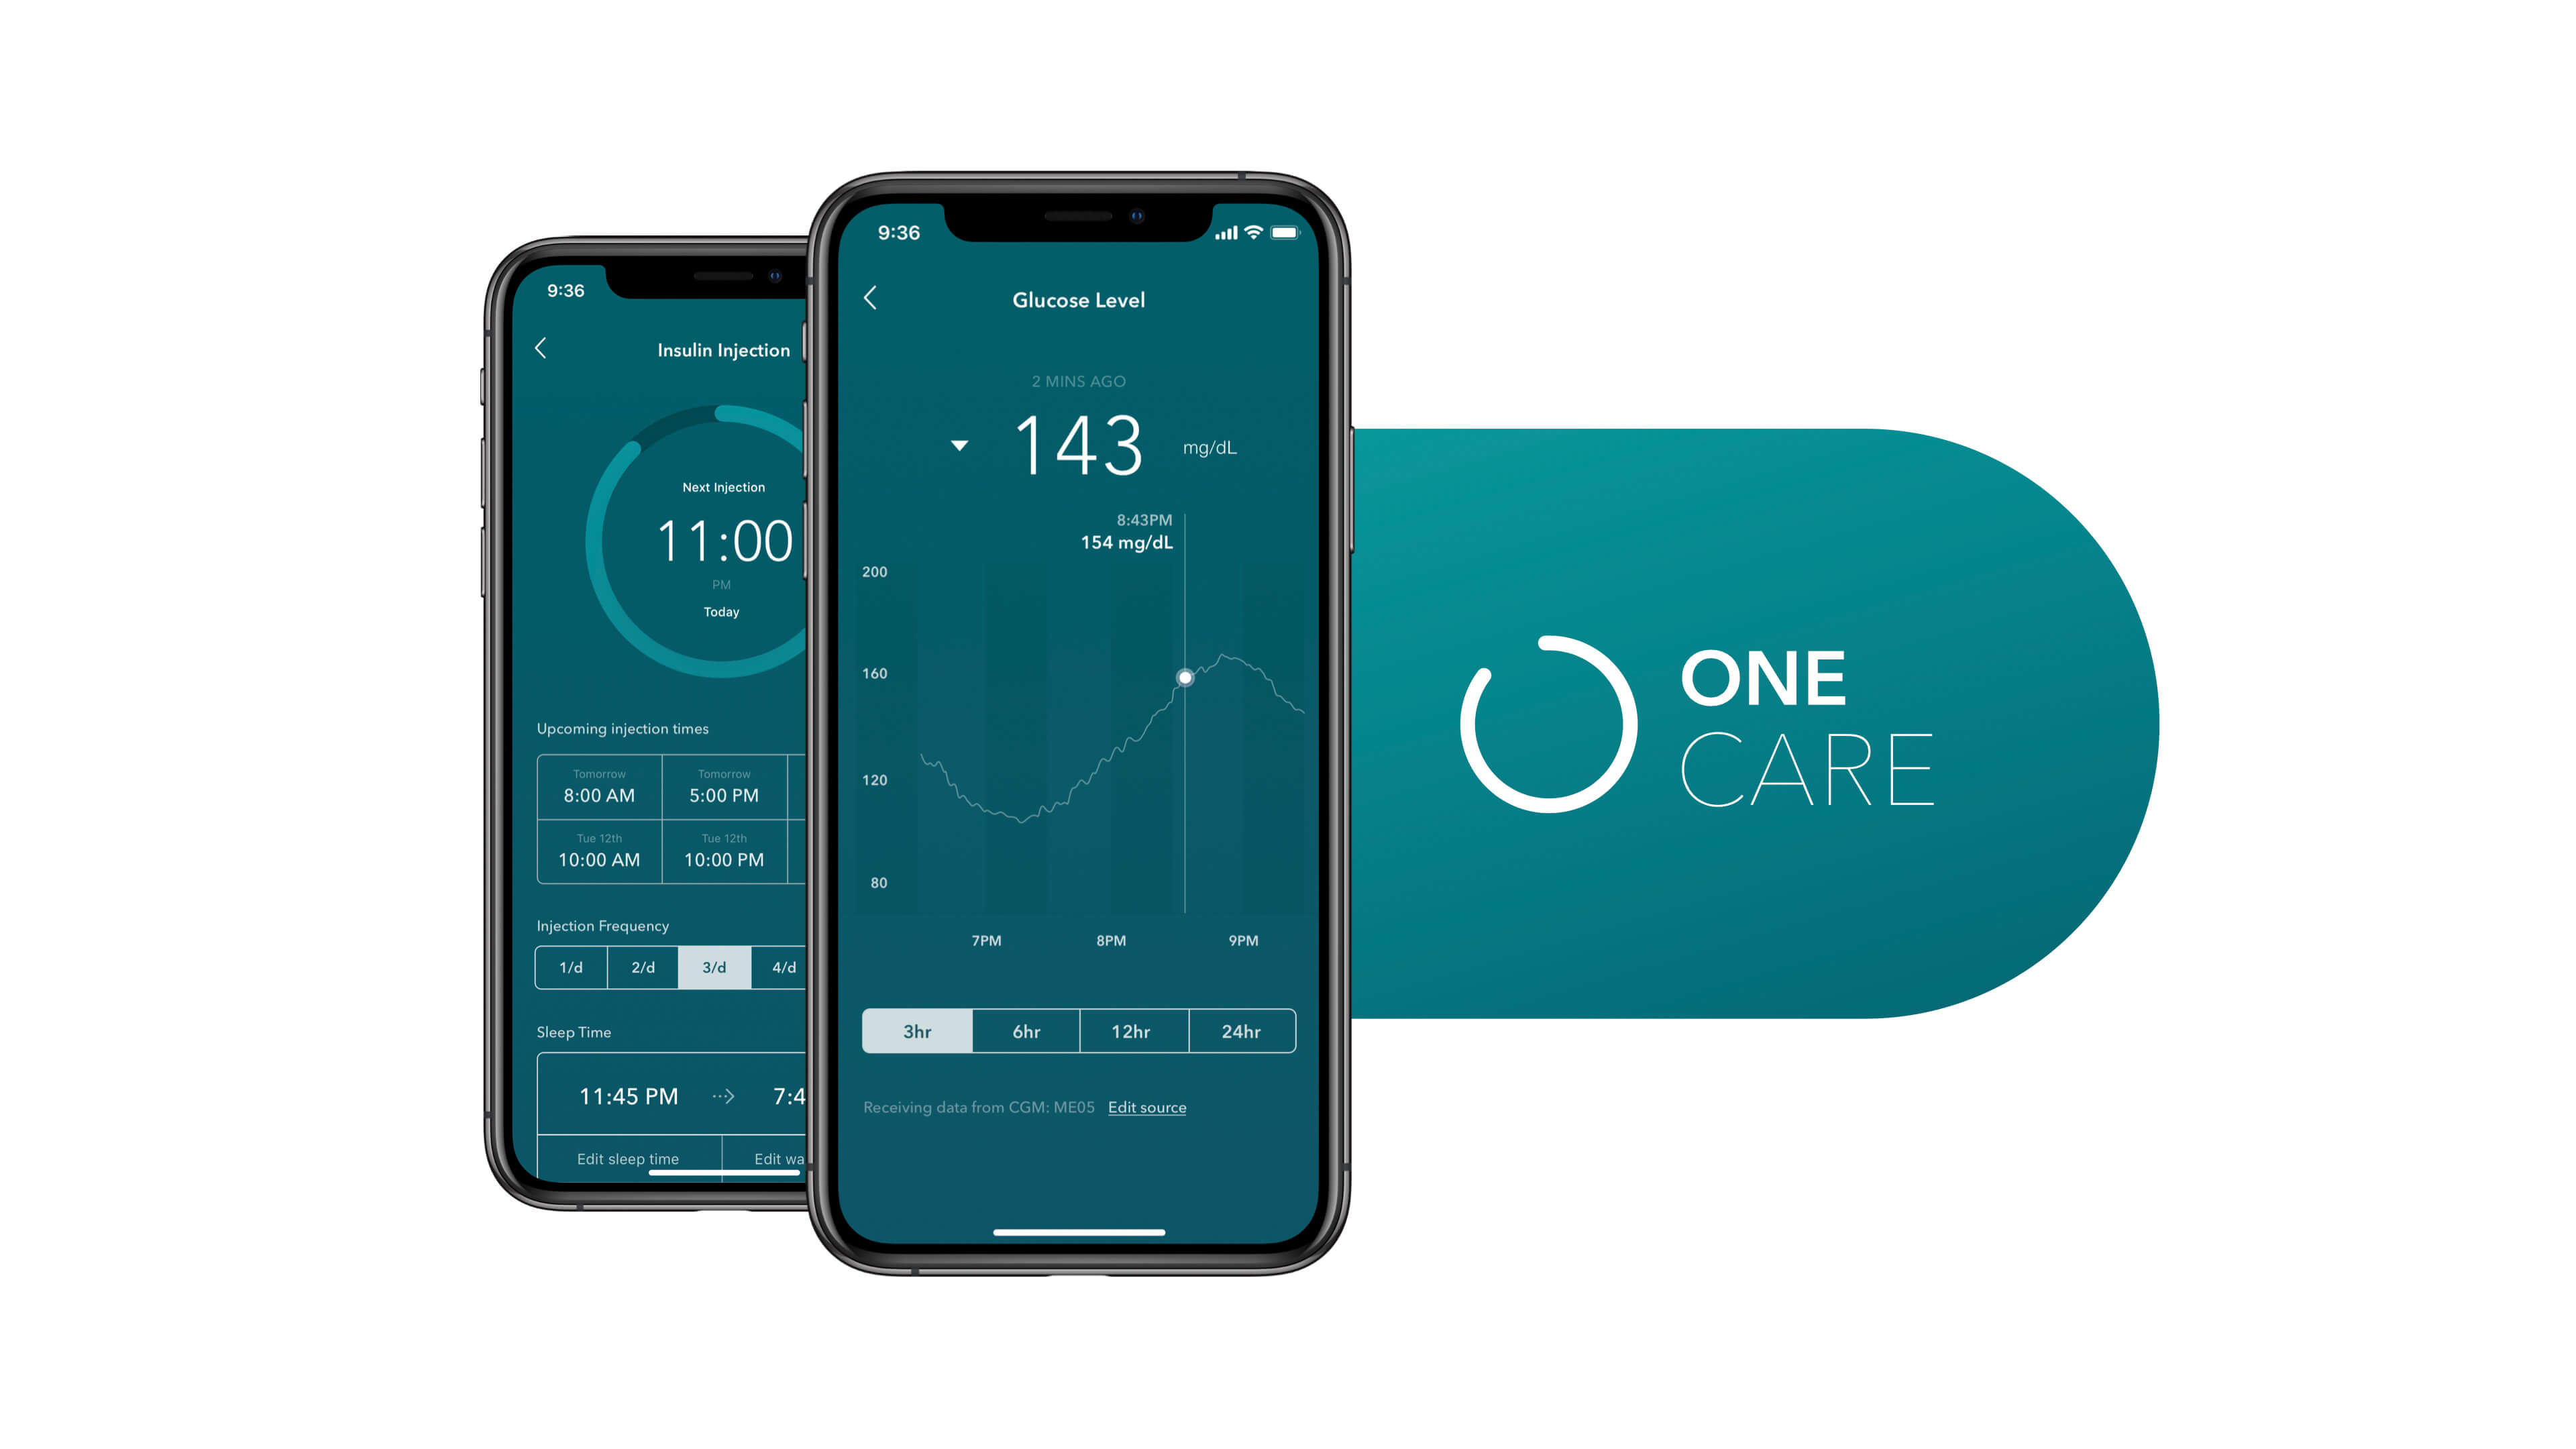 9:36
Insulin Injection
Next Injection
11:00
PM
Today
Upcoming injection times
Tomorrow Tomorrow
8:00 AM 5:00 PM
Tue 12th Tue 12th
10:00 AM 10:00 PM
Injection Frequency
1/d 2/d 3/d 4/d
Sleep Time
11:45 PM 7:4
Edit sleep time Edit wa
9:36
Glucose Level
2 MINS AGO
143 mg/dL
8:43PM
154 mg/dL
200
160
120
80
7PM 8PM 9PM
3hr 6hr 12hr 24hr
Receiving data from CGM: ME05 Edit source
ONE
CARE